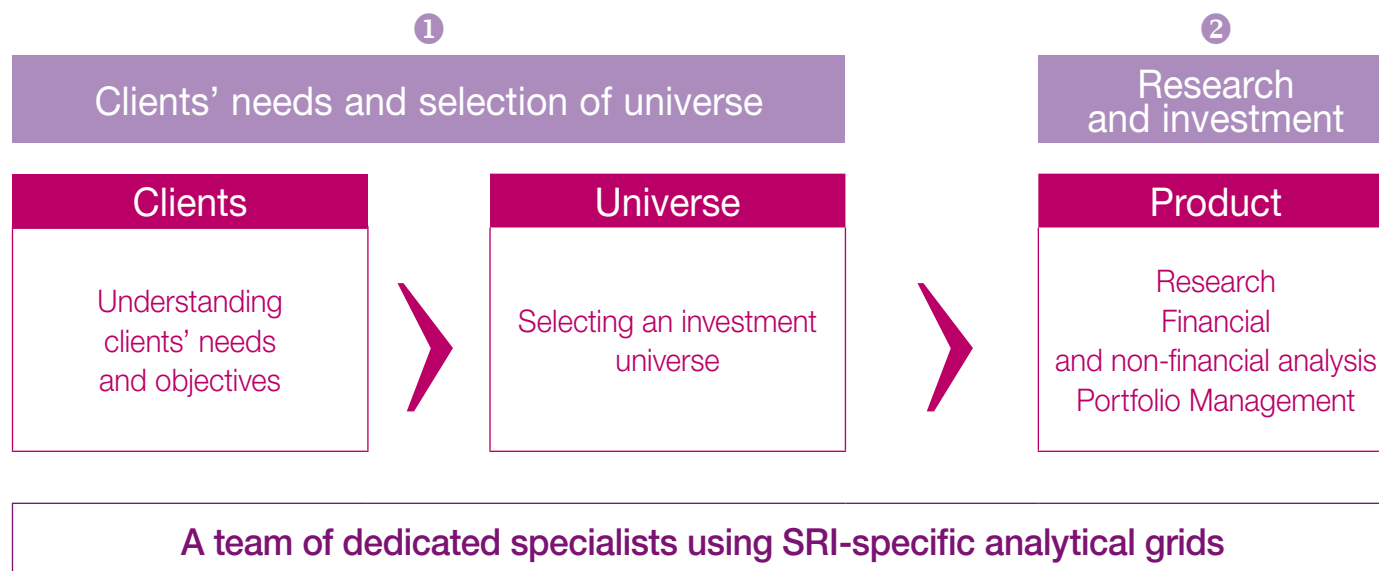 ❶
Clients’ needs and selection of universe
❷
Research
and investment
Clients
Understanding
clients’ needs
and objectives
Universe
Selecting an investment
universe
Product
Research
Financial
and non-financial analysis
Portfolio Management
A team of dedicated specialists using SRI-specific analytical grids